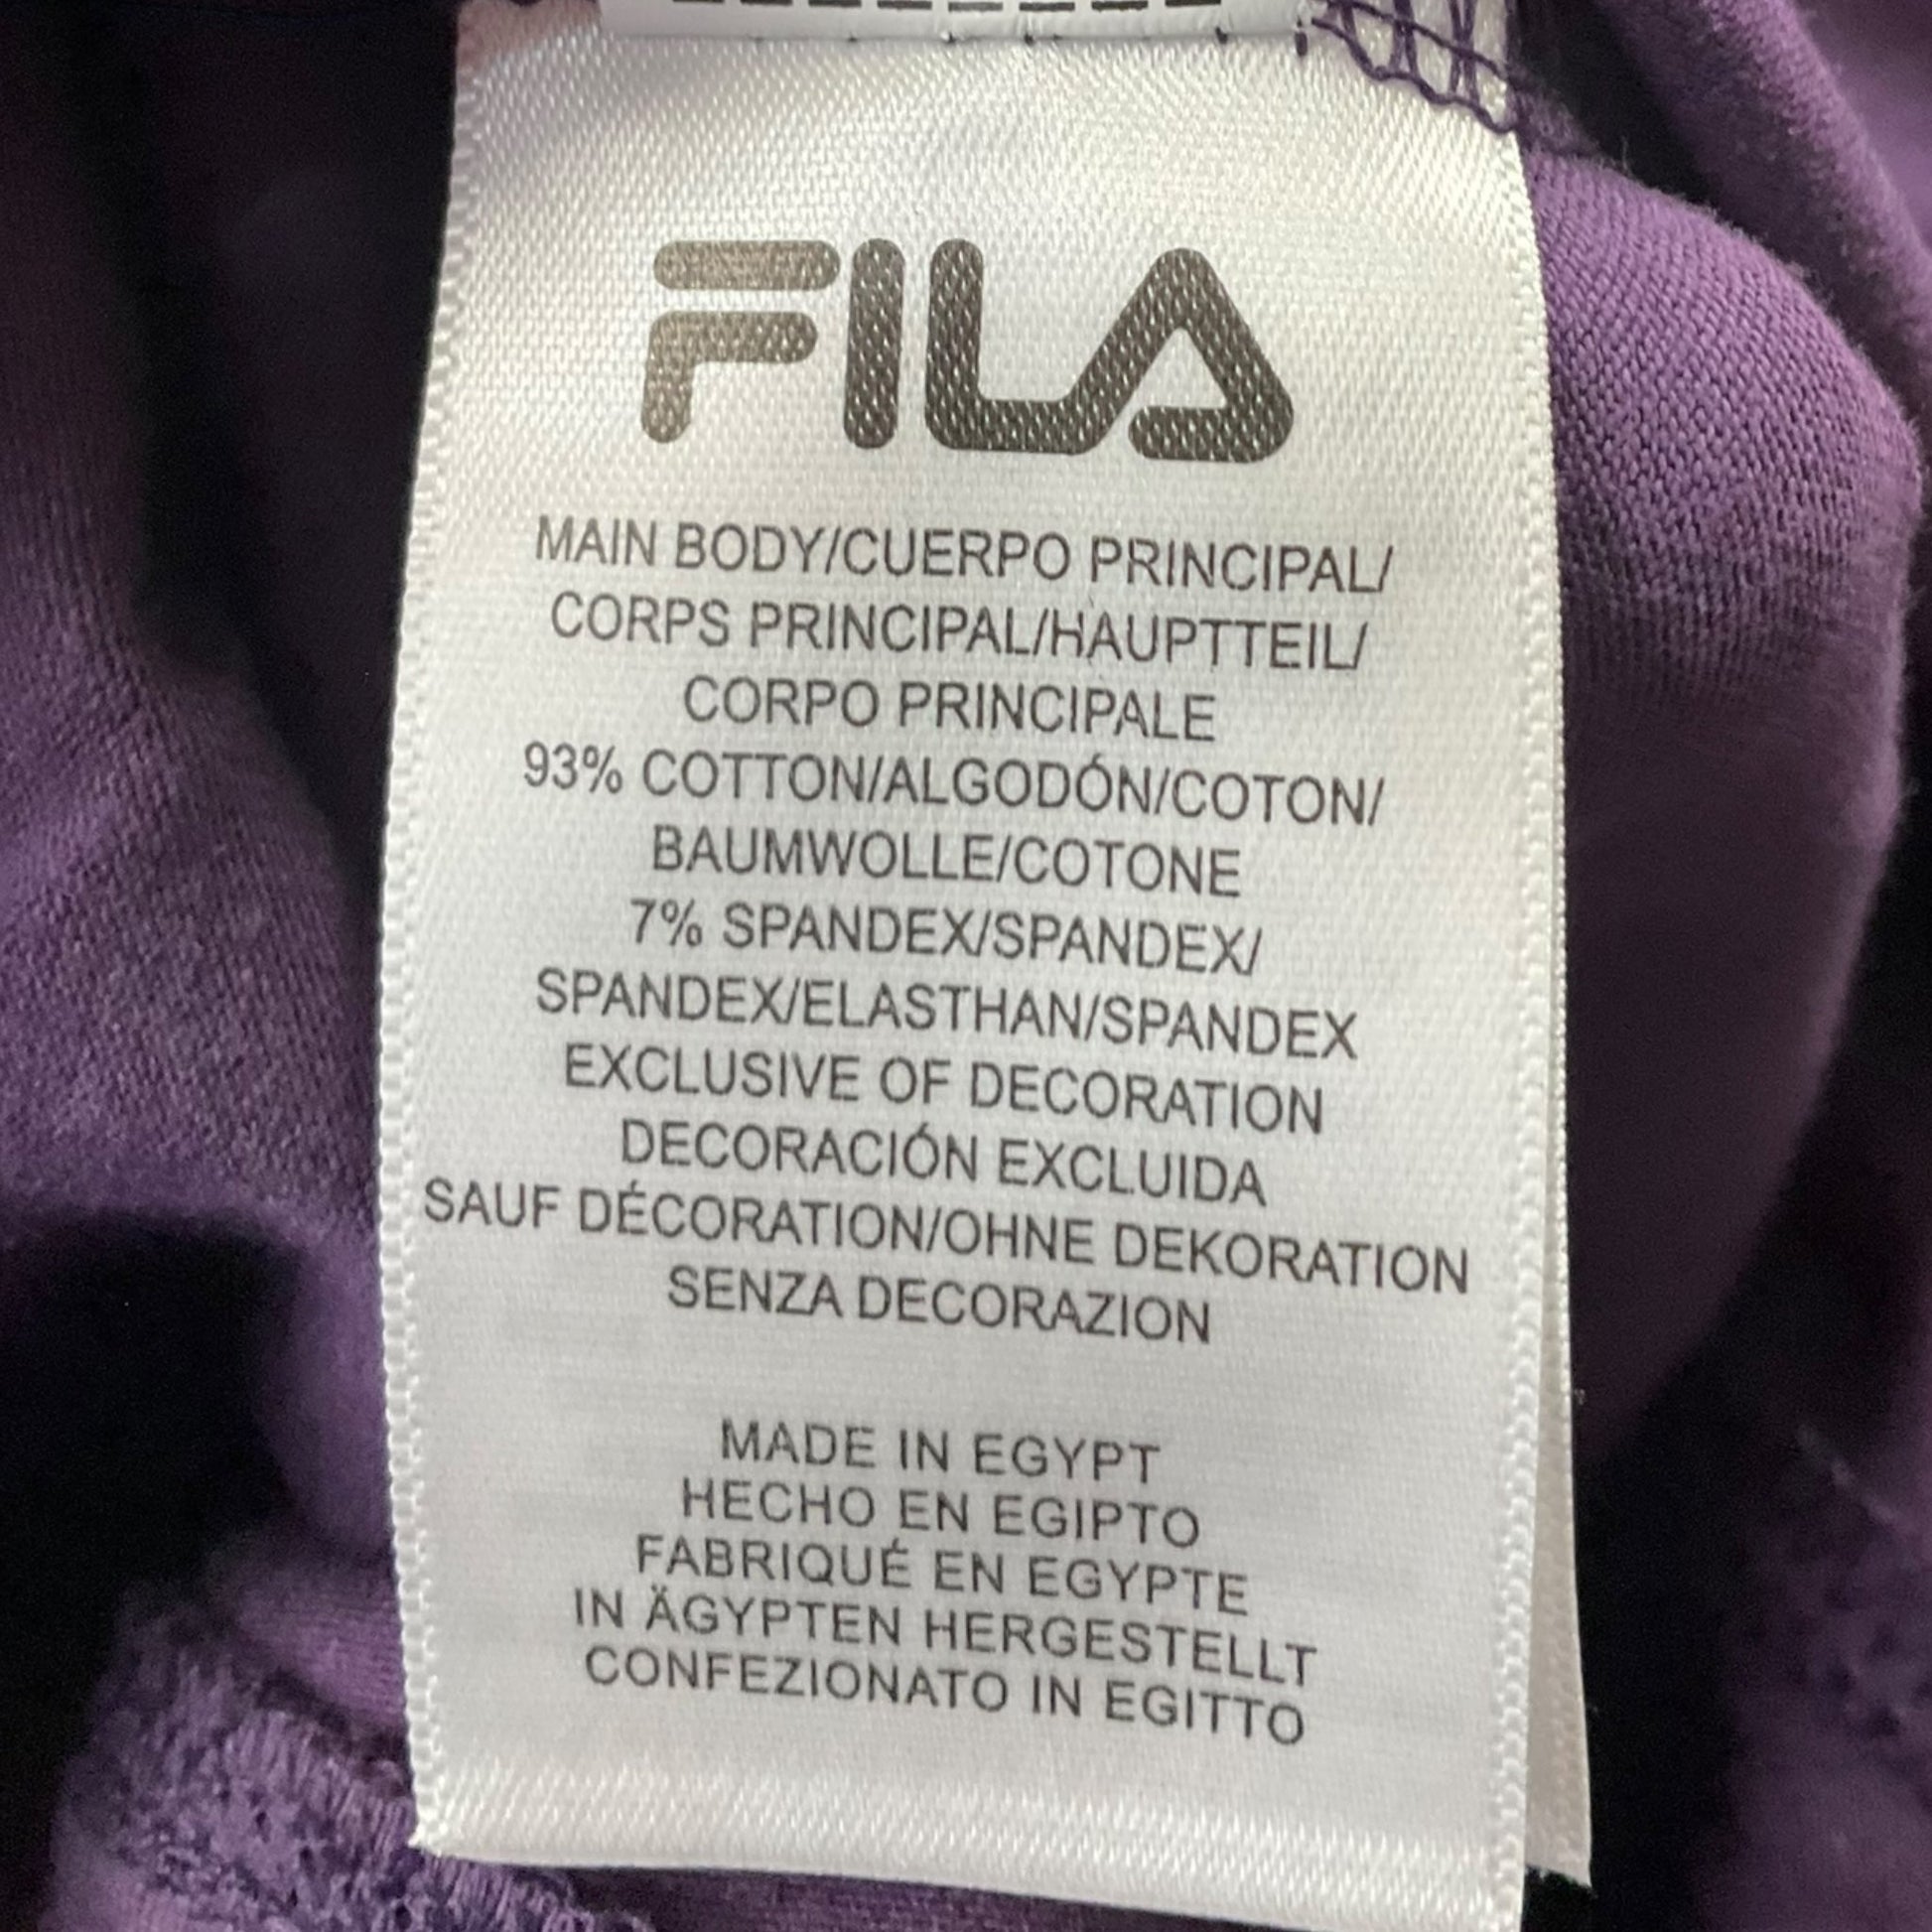 FILA
MAIN BODY/CUERPO PRINCIPAL/
CORPS PRINCIPAL/HAUPTTEIL/
CORPO PRINCIPALE
93% COTTON/ALGODÓN/COTON/
BAUMWOLLE/COTONE
7% SPANDEX/SPANDEX/
SPANDEX/ELASTHAN/SPANDEX
EXCLUSIVE OF DECORATION
DECORACIÓN EXCLUIDA
SAUF DÉCORATION/OHNE DEKORATION
SENZA DECORAZION
MADE IN EGYPT
HECHO EN EGIPTO
FABRIQUÉ EN EGYPTE
IN ÄGYPTEN HERGESTELLT
CONFEZIONATO IN EGITTO